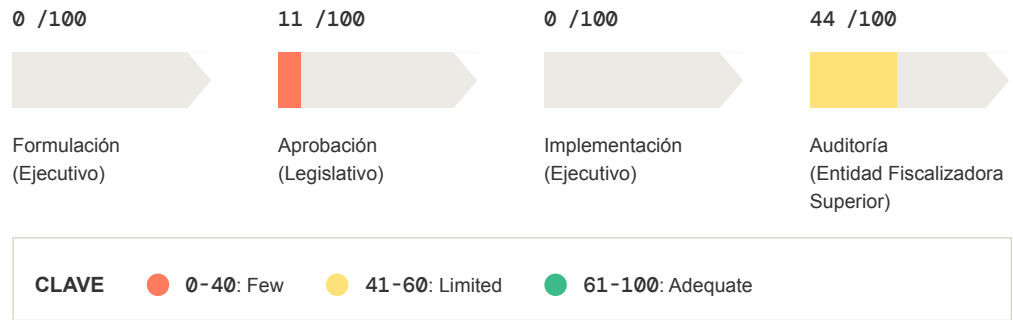 0 /100
11 /100
0 /100
44 /100
Formulación
(Ejecutivo)
Aprobación
(Legislativo)
Implementación
(Ejecutivo)
Auditoría
(Entidad Fiscalizadora
Superior)
CLAVE 0-40: Few 41-60: Limited 61-100: Adequate